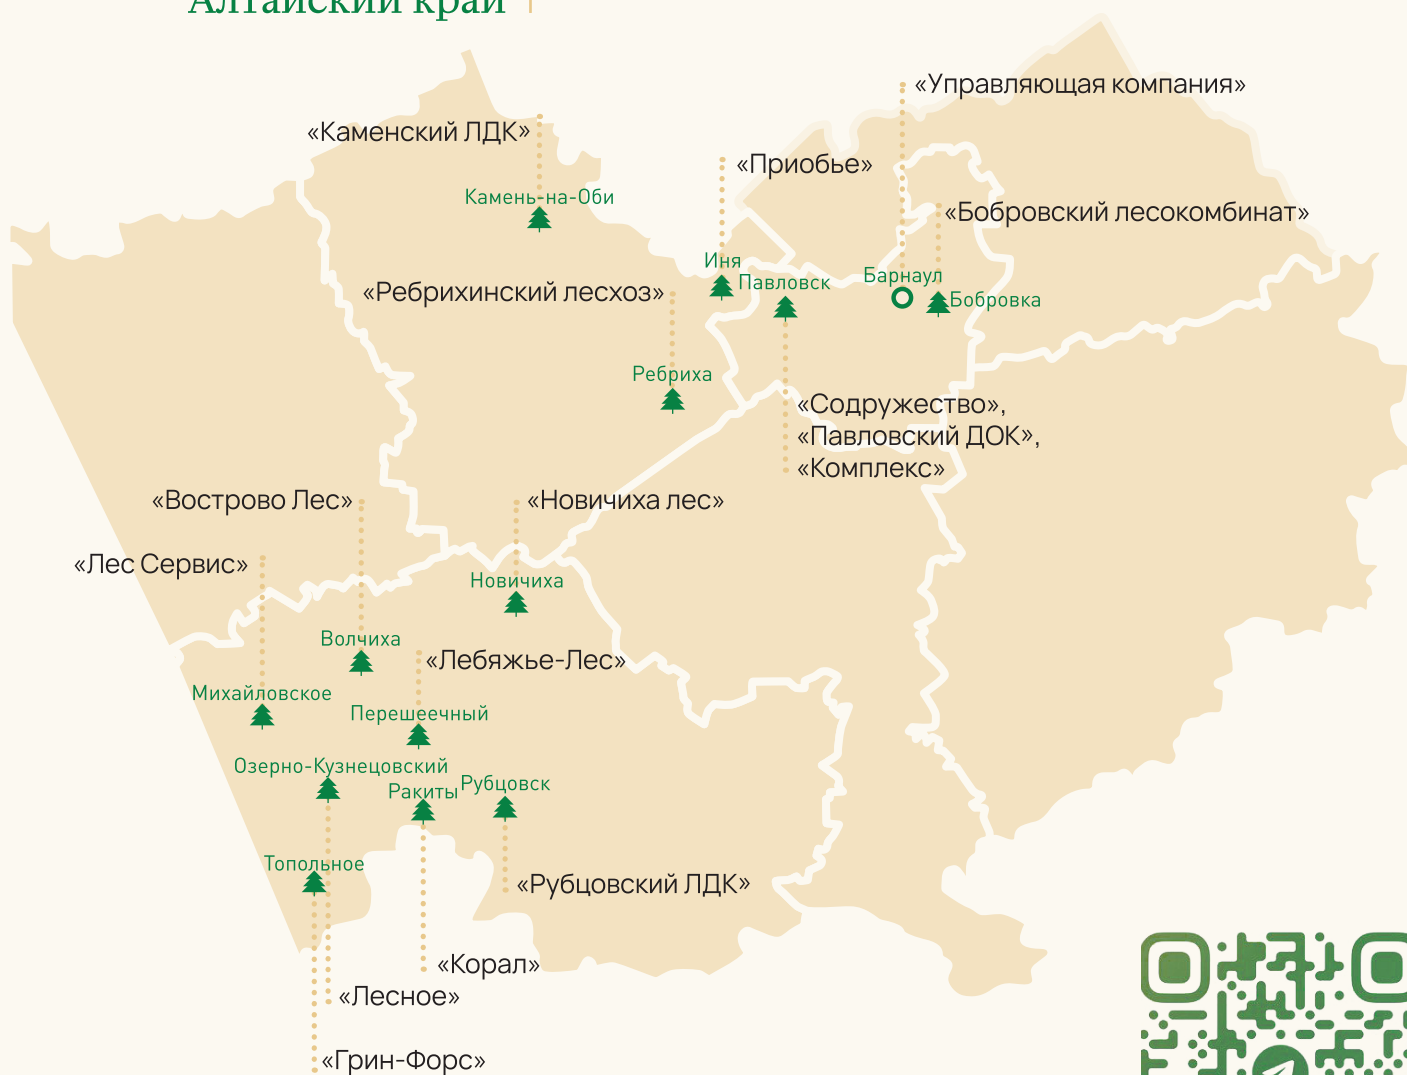 Алтайский край
«Управляющая компания»
«Каменский ЛДК»
«Приобье»
Камень-на-Оби
«Бобровский лесокомбинат»
Иня
Павловск
Барнаул
Бобровка
«Ребрихинский лесхоз»
Ребриха
«Содружество»,
«Павловский ДОК»,
«Комплекс»
«Вострово Лес»
«Новичиха лес»
«Лес Сервис»
Новичиха
Волчиха
«Лебяжье-Лес»
Михайловское
Перешеечный
Озерно-Кузнецовский
Ракиты
Рубцовск
Топольное
«Рубцовский ЛДК»
«Корал»
«Лесное»
«Грин-Форс»